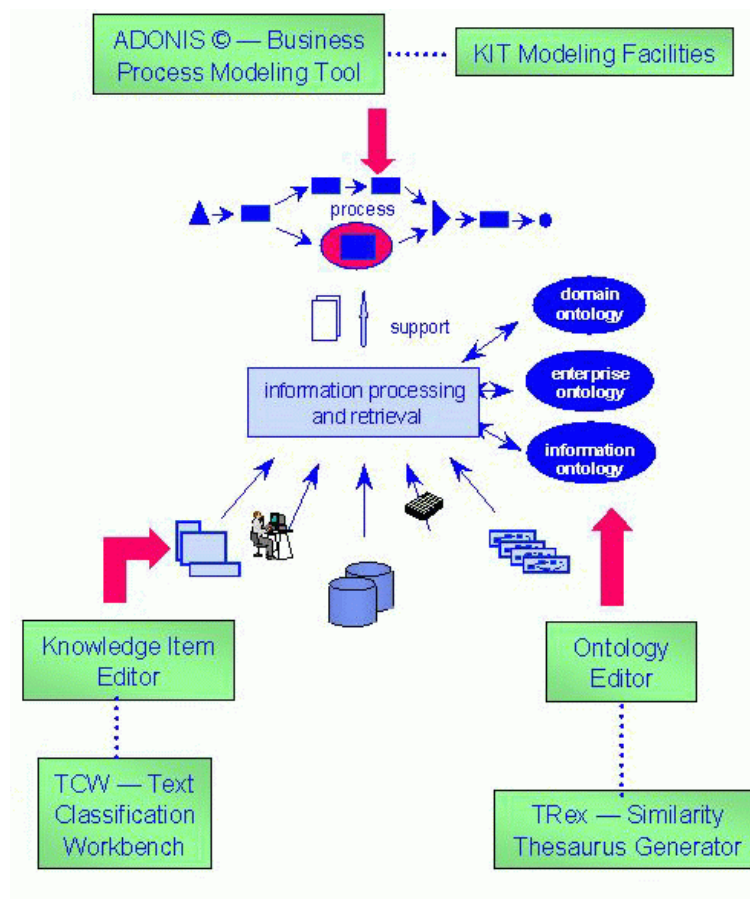 ADONIS © — Business
Process Modeling Tool
KIT Modeling Facilities
process
support
domain
ontology
information processing
and retrieval
enterprise
ontology
information
ontology
Knowledge Item
Editor
Ontology
Editor
TCW — Text
Classification
Workbench
TRex — Similarity
Thesaurus Generator